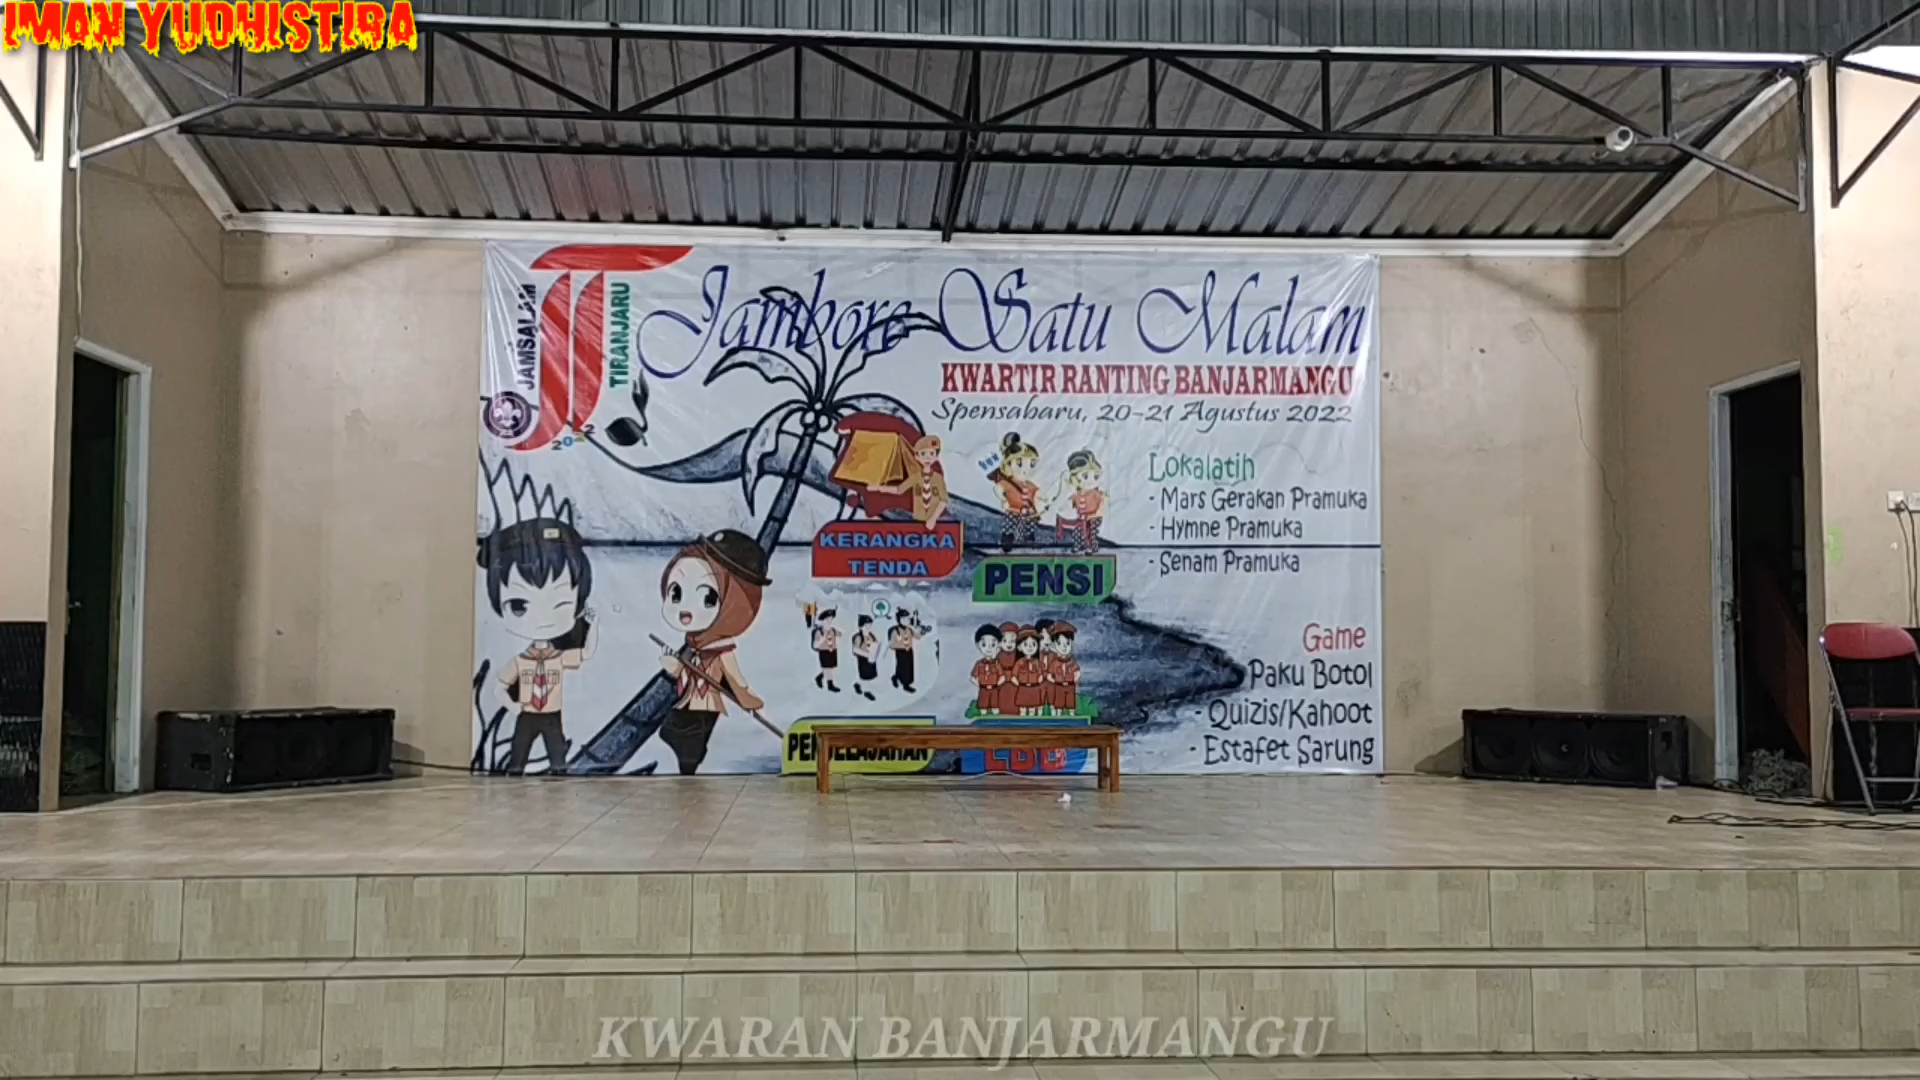 IMAN YUDHISTIRA
JAMSALAM
TIRANJARU
2022
Jambore Satu Malam
KWARTIR RANTING BANJARMANGU
Spensabaru, 20-21 Agustus 2022
Lokalatih
- Mars Gerakan Pramuka
- Hymne Pramuka
- Senam Pramuka
KERANGKA
TENDA
PENSI
Game
Paku Botol
- Quizis/Kahoot
- Estafet Sarung
KWARAN BANJARMANGU